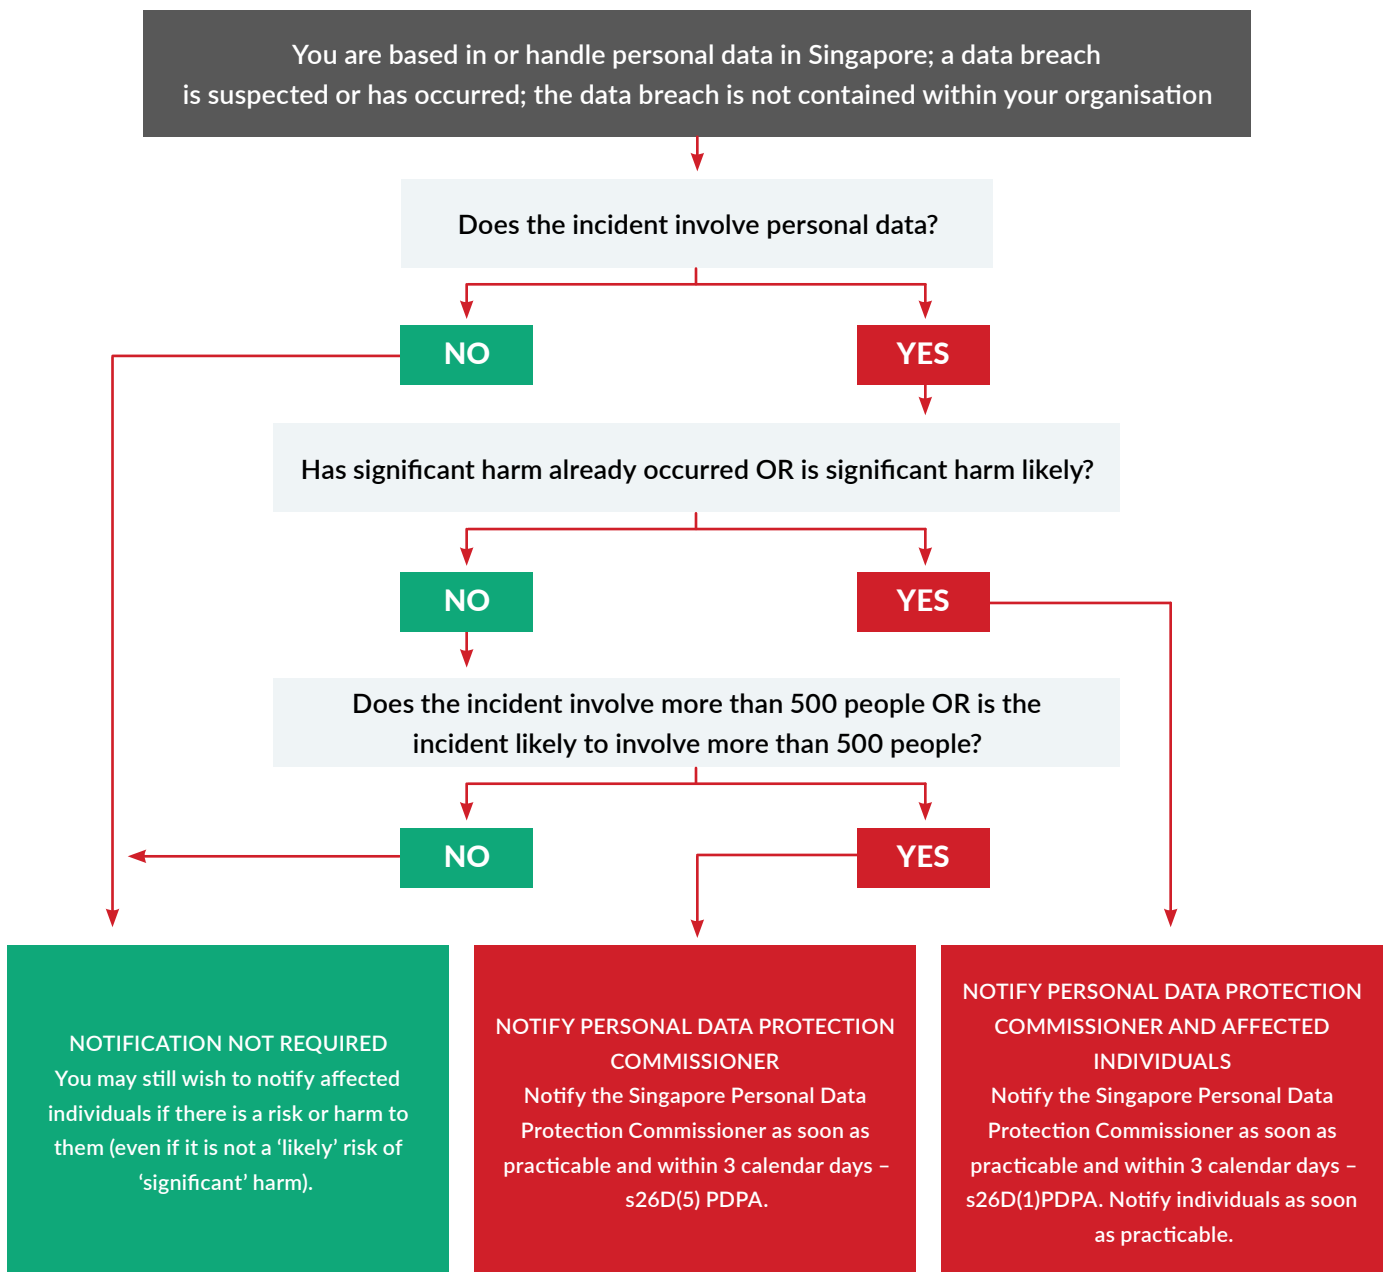 You are based in or handle personal data in Singapore; a data breach
is suspected or has occurred; the data breach is not contained within your organisation
Does the incident involve personal data?
NO
YES
Has significant harm already occurred OR is significant harm likely?
NO
YES
Does the incident involve more than 500 people OR is the
incident likely to involve more than 500 people?
NO
YES
NOTIFICATION NOT REQUIRED
You may still wish to notify affected
individuals if there is a risk or harm to
them (even if it is not a ‘likely’ risk of
‘significant’ harm).
NOTIFY PERSONAL DATA PROTECTION
COMMISSIONER
Notify the Singapore Personal Data
Protection Commissioner as soon as
practicable and within 3 calendar days –
s26D(5) PDPA.
NOTIFY PERSONAL DATA PROTECTION
COMMISSIONER AND AFFECTED
INDIVIDUALS
Notify the Singapore Personal Data
Protection Commissioner as soon as
practicable and within 3 calendar days –
s26D(1)PDPA. Notify individuals as soon
as practicable.